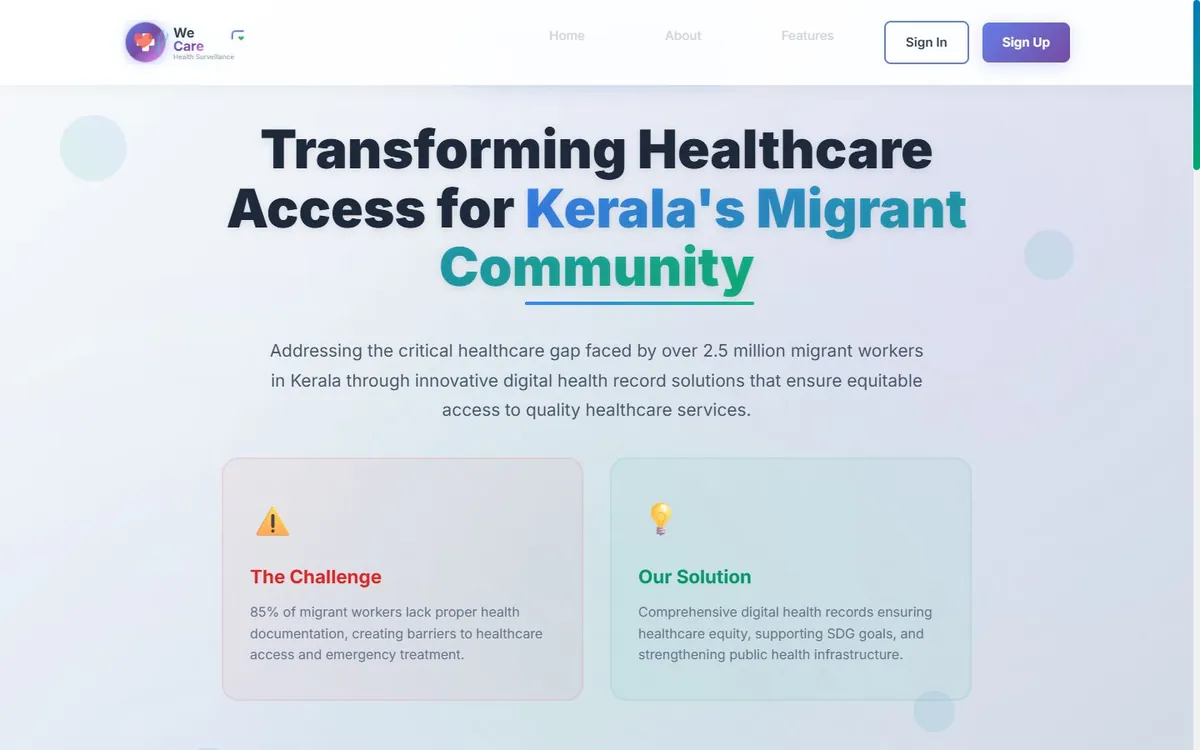 We
Care
Health Surveillance
Home
About
Features
Sign In
Sign Up
Transforming Healthcare
Access for Kerala's Migrant
Community
Addressing the critical healthcare gap faced by over 2.5 million migrant workers
in Kerala through innovative digital health record solutions that ensure equitable
access to quality healthcare services.
The Challenge
85% of migrant workers lack proper health
documentation, creating barriers to healthcare
access and emergency treatment.
Our Solution
Comprehensive digital health records ensuring
healthcare equity, supporting SDG goals, and
strengthening public health infrastructure.